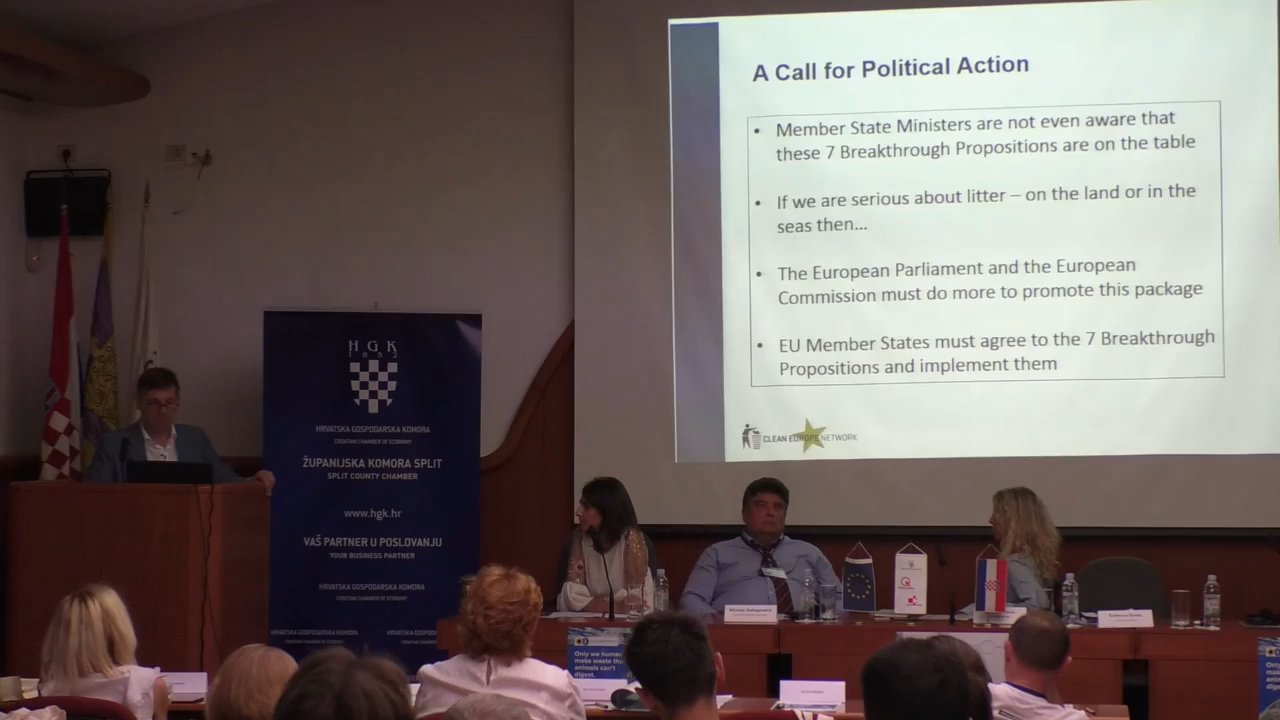 A Call for Political Action
• Member State Ministers are not even aware that
these 7 Breakthrough Propositions are on the table
• If we are serious about litter – on the land or in the
seas then...
• The European Parliament and the European
Commission must do more to promote this package
• EU Member States must agree to the 7 Breakthrough
Propositions and implement them
CLEAN EUROPE NETWORK
HGK
1852
HRVATSKA GOSPODARSKA KOMORA
CROATIAN CHAMBER OF ECONOMY
ŽUPANIJSKA KOMORA SPLIT
SPLIT COUNTY CHAMBER
www.hgk.hr
VAŠ PARTNER U POSLOVANJU
YOUR BUSINESS PARTNER
HRVATSKA GOSPODARSKA KOMORA
CROATIAN CHAMBER OF ECONOMY
HRVATSKA GOSPODARSKA KOMORA
Only we human
make waste tha
animals can't
digest.